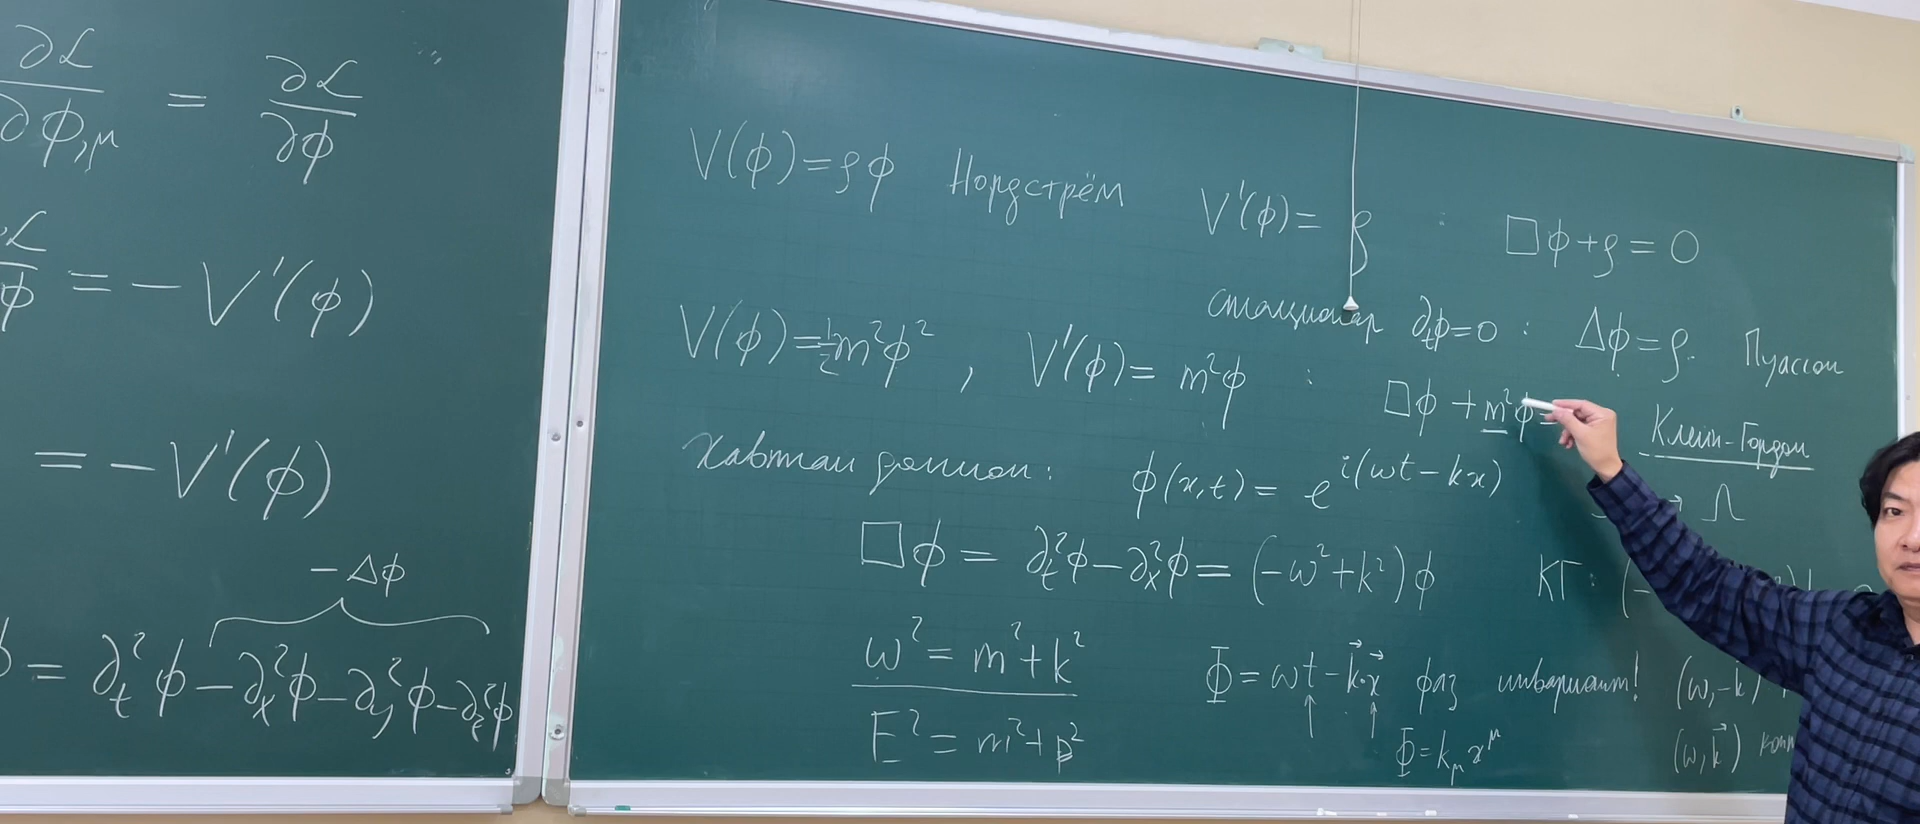 ∂ℒ/∂ϕ,μ = ∂ℒ/∂ϕ
= −V'(ϕ)
= −V'(ϕ)
−Δϕ
= ∂t²ϕ − ∂x²ϕ − ∂y²ϕ − ∂z²ϕ
V(ϕ) = ρϕ Нордстрём V'(ϕ) = ρ : □ϕ + ρ = 0
стационар ∂tϕ = 0 : Δϕ = ρ. Пуассон
V(ϕ) = ½m²ϕ², V'(ϕ) = m²ϕ : □ϕ + m²ϕ = Клейн-Гордон
Хавтгай долгион: ϕ(x,t) = e^{i(ωt − kx)}
□ϕ = ∂t²ϕ − ∂x²ϕ = (−ω² + k²)ϕ КГ: (−
ω² = m² + k²
Φ = ωt − k⃗·x⃗ фаз инвариант! (ω, −k⃗)
E² = m² + p²
Φ = kμx^μ (ω, k⃗)